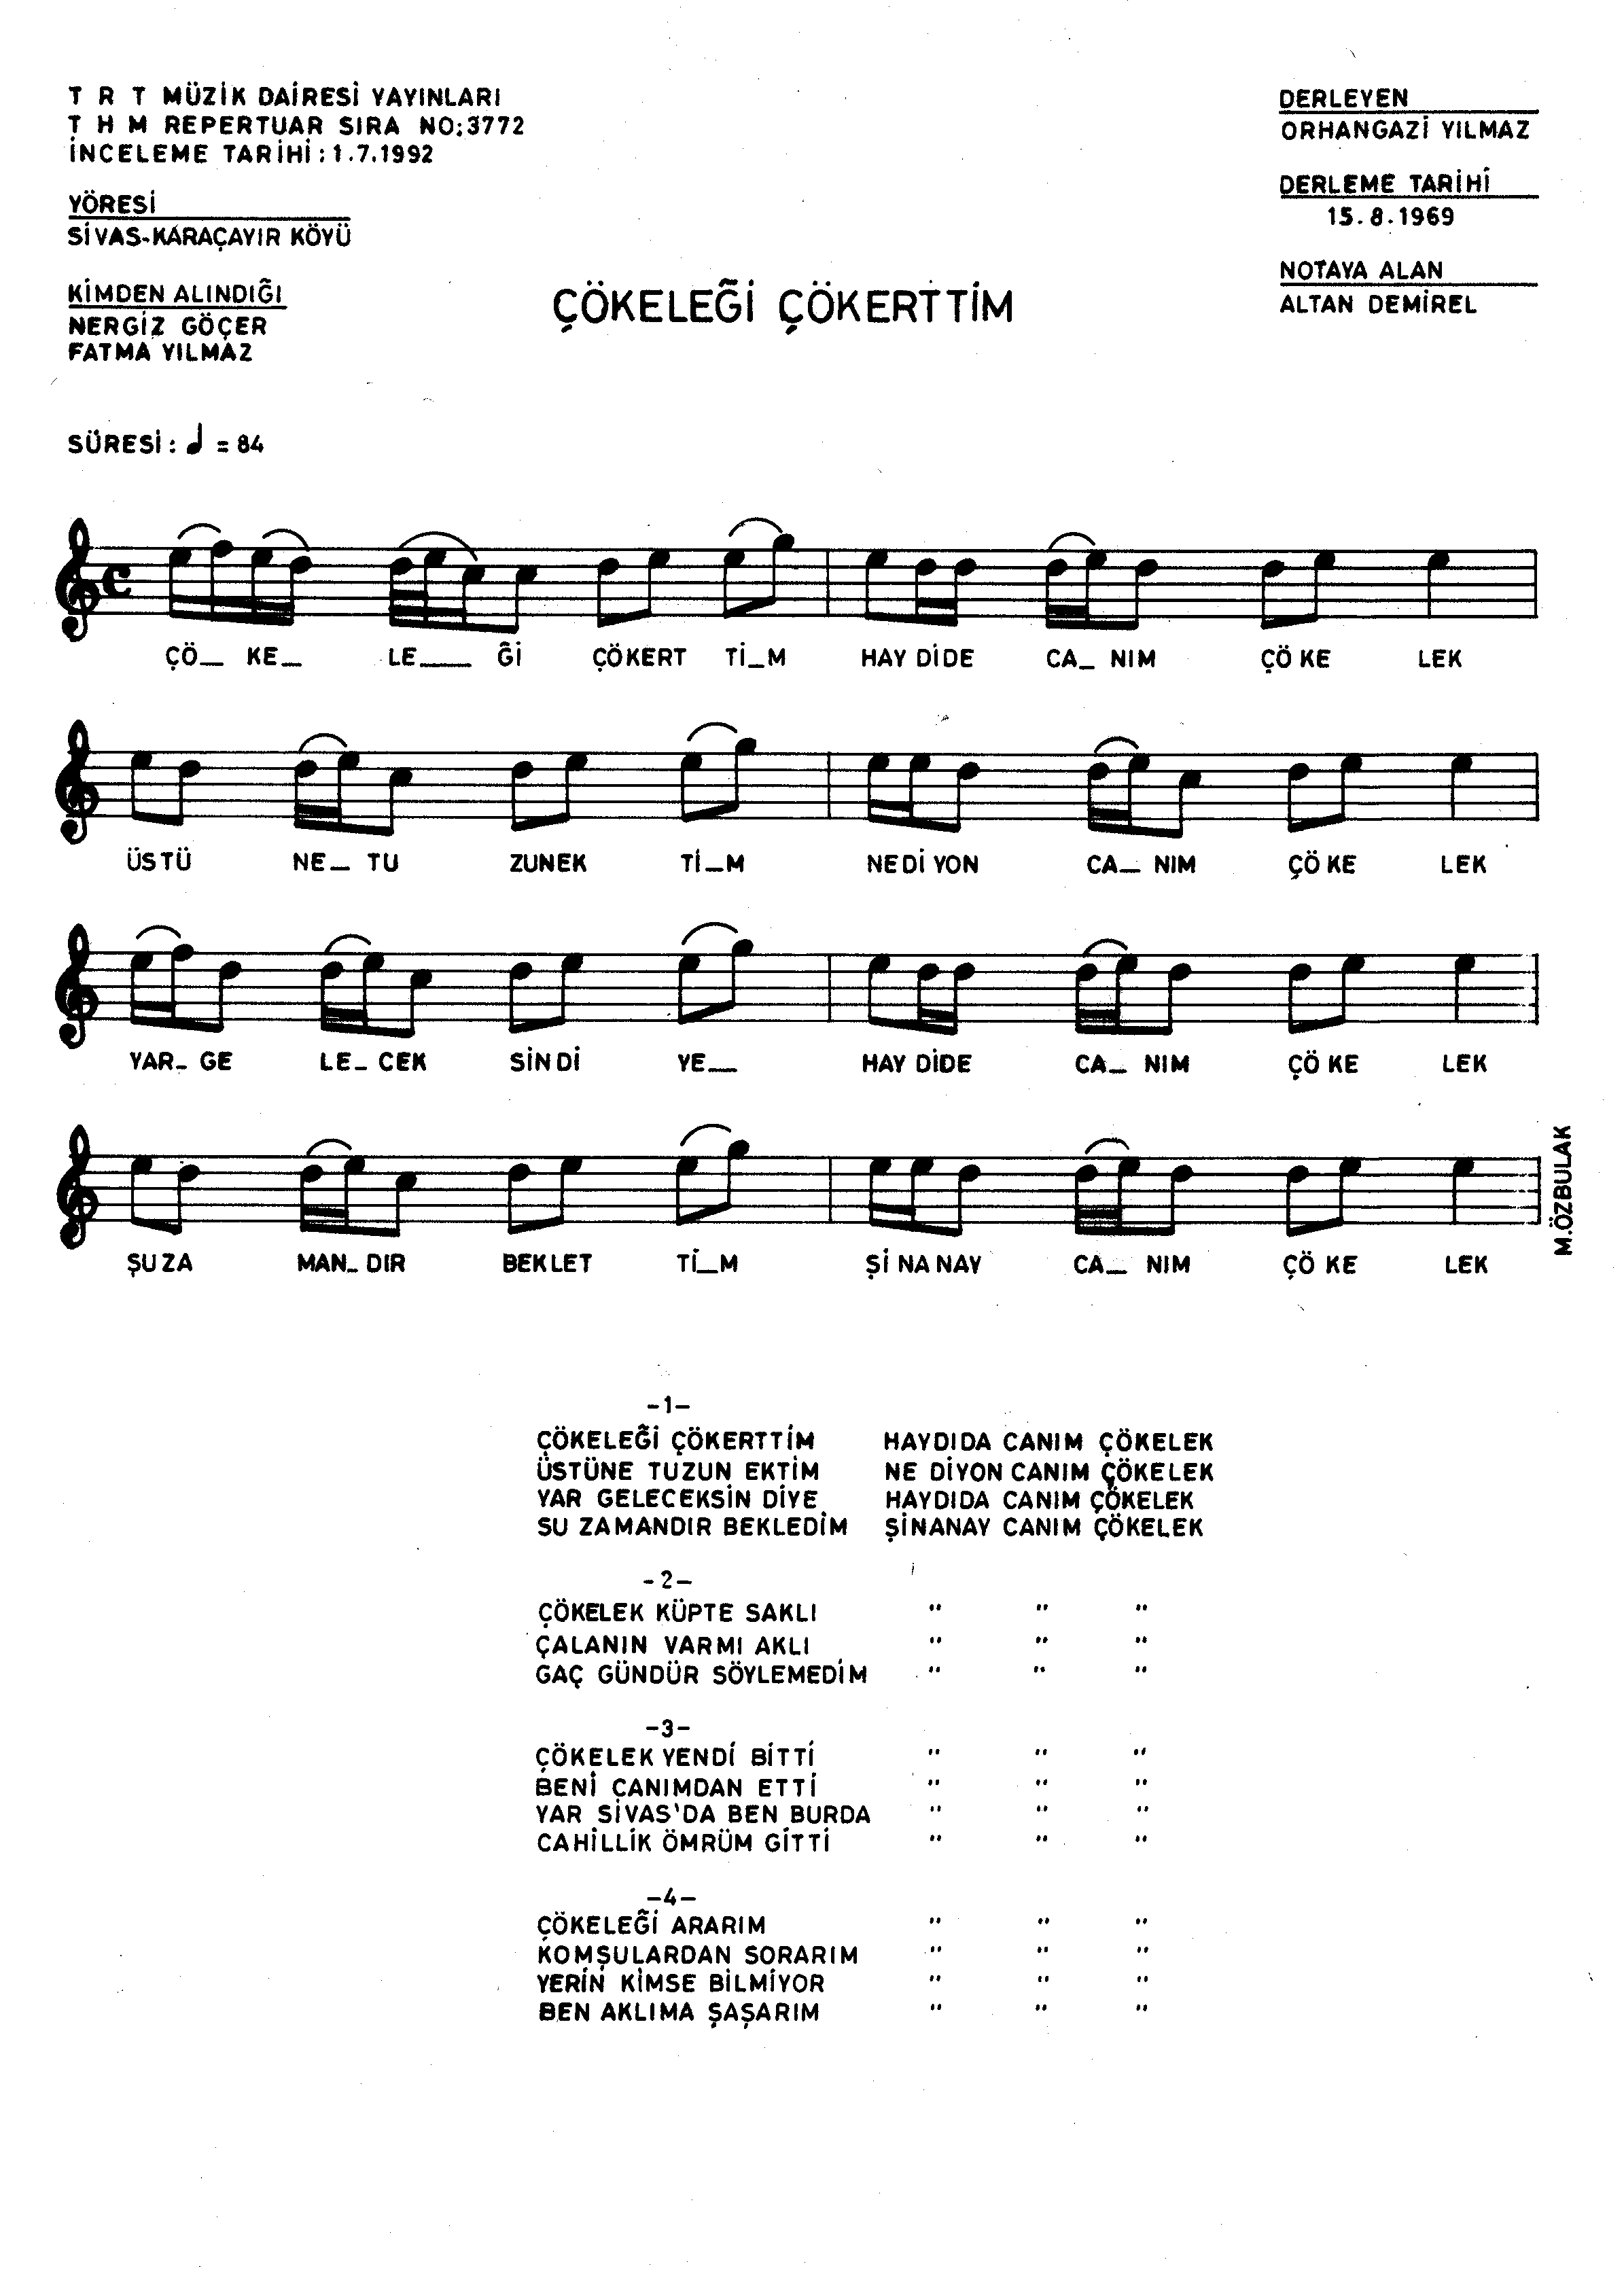 T R T MÜZİK DAİRESİ YAYINLARI
T H M REPERTUAR SIRA NO:3772
İNCELEME TARİHİ : 1.7.1992
YÖRESİ
SİVAS-KARAÇAYIR KÖYÜ
KİMDEN ALINDIĞI
NERGİZ GÖÇER
FATMA YILMAZ
DERLEYEN
ORHANGAZİ YILMAZ
DERLEME TARİHİ
15.8.1969
NOTAYA ALAN
ALTAN DEMİREL
ÇÖKELEĞİ ÇÖKERTTİM
SÜRESİ : ♩ = 84
ÇÖ_ KE_ LE__ Ğİ ÇÖKERT Tİ_M HAY DİDE CA_ NIM ÇÖ KE LEK
ÜSTÜ NE_ TU ZUNEK Tİ_M NEDİ YON CA_ NIM ÇÖ KE LEK
YAR_ GE LE_ CEK SİNDİ YE_ HAY DİDE CA_ NIM ÇÖ KE LEK
ŞUZA MAN_ DIR BEKLET Tİ_M Şİ NA NAY CA_ NIM ÇÖ KE LEK
M.ÖZBULAK
-1-
ÇÖKELEĞİ ÇÖKERTTİM HAYDIDA CANIM ÇÖKELEK
ÜSTÜNE TUZUN EKTİM NE DİYON CANIM ÇÖKELEK
YAR GELECEKSİN DİYE HAYDIDA CANIM ÇÖKELEK
SU ZAMANDIR BEKLEDİM ŞİNANAY CANIM ÇÖKELEK
-2-
ÇÖKELEK KÜPTE SAKLI " " "
ÇALANIN VARMI AKLI " " "
GAÇ GÜNDÜR SÖYLEMEDİM " " "
-3-
ÇÖKELEK YENDİ BİTTİ " " "
BENİ CANIMDAN ETTİ " " "
YAR SİVAS'DA BEN BURDA " " "
CAHİLLİK ÖMRÜM GİTTİ " " "
-4-
ÇÖKELEĞİ ARARIM " " "
KOMŞULARDAN SORARIM " " "
YERİN KİMSE BİLMİYOR " " "
BEN AKLIMA ŞAŞARIM " " "